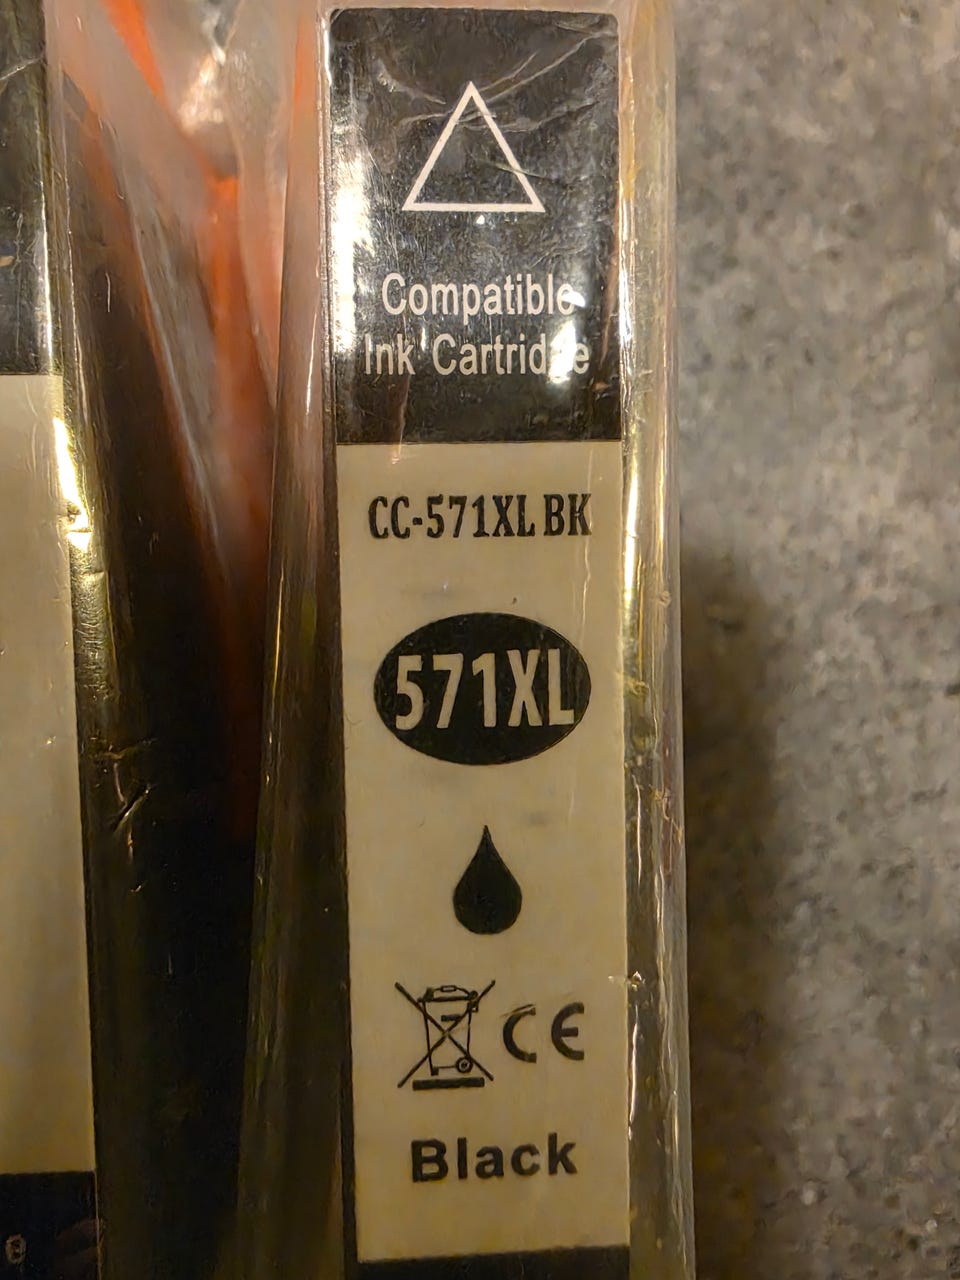 Compatible
Ink Cartridge
CC-571XL BK
571XL
CE
Black